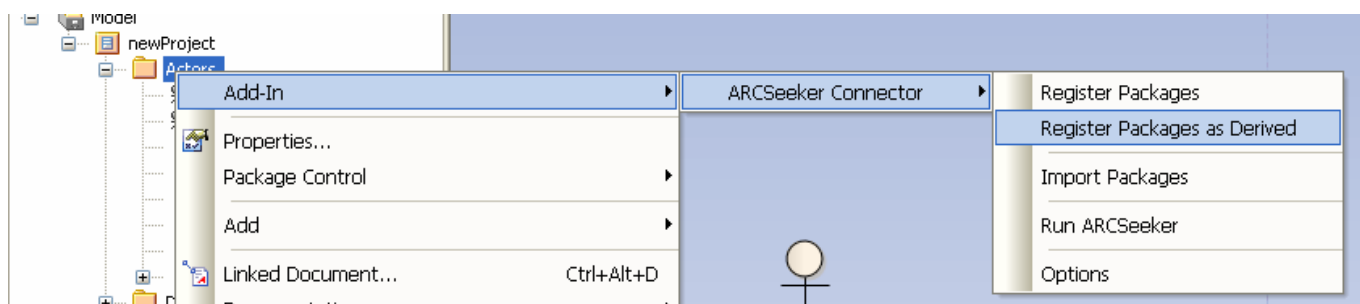 Model
newProject
Actors
Add-In
ARCSeeker Connector
Register Packages
Register Packages as Derived
Properties...
Package Control
Import Packages
Add
Run ARCSeeker
Linked Document... Ctrl+Alt+D
Options